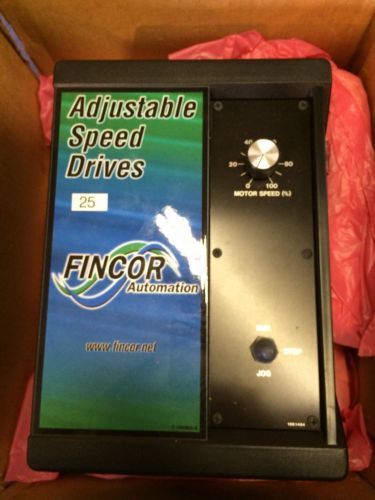 Adjustable
Speed
Drives
25
FINCOR
Automation
www.fincor.net
40
20
80
0
100
MOTOR SPEED (%)
RUN
STOP
JOG